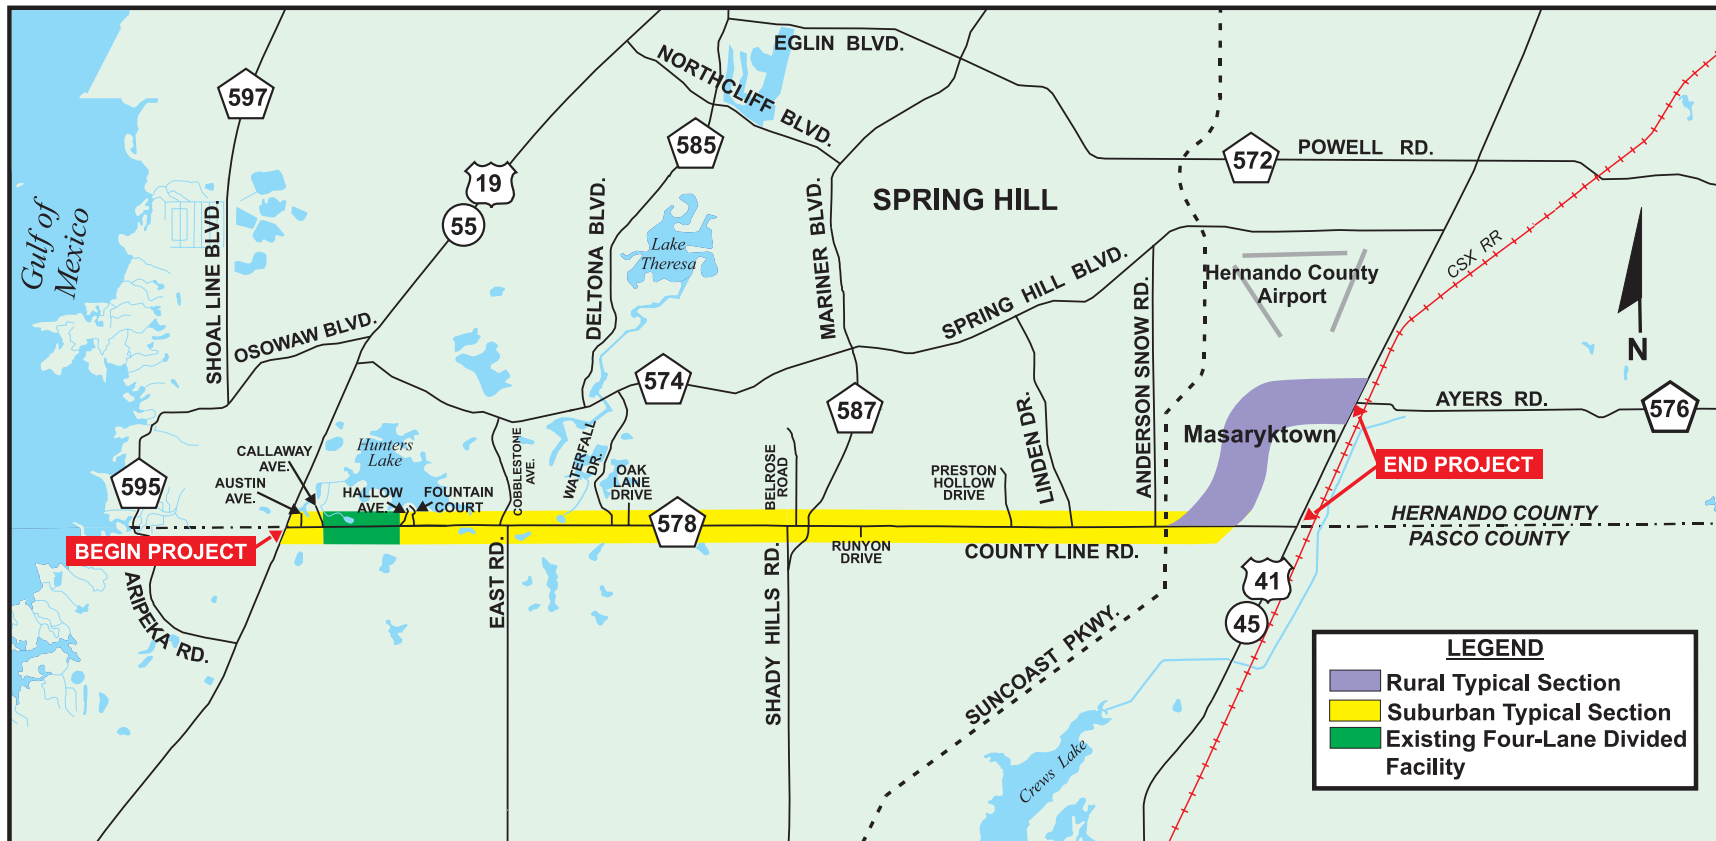 EGLIN BLVD.
NORTHCLIFF BLVD.
597
585
572
POWELL RD.
19
55
SPRING HILL
Gulf of
Mexico
SHOAL LINE BLVD.
DELTONA BLVD.
Lake
Theresa
MARINER BLVD.
SPRING HILL BLVD.
Hernando County
Airport
CSX RR
N
OSOWAW BLVD.
574
587
LINDEN DR.
ANDERSON SNOW RD.
AYERS RD.
576
Masaryktown
END PROJECT
595
CALLAWAY
AVE.
AUSTIN
AVE.
Hunters
Lake
HALLOW
AVE.
FOUNTAIN
COURT
COBBLESTONE
AVE.
WATERFALL
DR.
OAK
LANE
DRIVE
BELROSE
ROAD
PRESTON
HOLLOW
DRIVE
578
HERNANDO COUNTY
PASCO COUNTY
BEGIN PROJECT
RUNYON
DRIVE
COUNTY LINE RD.
ARIPEKA RD.
EAST RD.
SHADY HILLS RD.
SUNCOAST PKWY.
41
45
Crews Lake
LEGEND
Rural Typical Section
Suburban Typical Section
Existing Four-Lane Divided
Facility